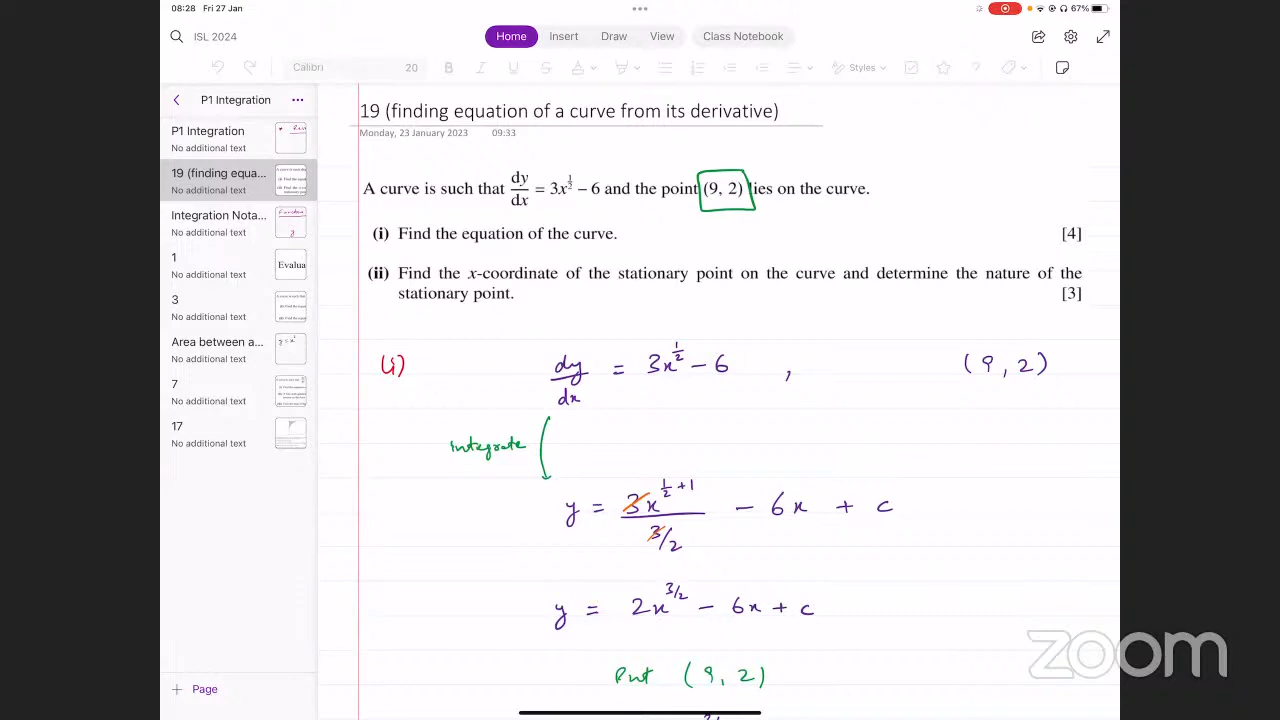 08:28 Fri 27 Jan
67%
ISL 2024
Home Insert Draw View Class Notebook
Calibri 20 B I U S A Styles
P1 Integration
P1 Integration
No additional text
19 (finding equa...
No additional text
Integration Nota...
No additional text
1
No additional text
Evalua
3
No additional text
Area between a...
No additional text
7
No additional text
17
No additional text
+ Page
19 (finding equation of a curve from its derivative)
Monday, 23 January 2023 09:33
A curve is such that dy/dx = 3x^(1/2) – 6 and the point (9, 2) lies on the curve.
(i) Find the equation of the curve. [4]
(ii) Find the x-coordinate of the stationary point on the curve and determine the nature of the
stationary point. [3]
(i) dy/dx = 3x^(1/2) – 6 , (9, 2)
integrate
y = 3x^(1/2 + 1) / (3/2) – 6x + c
y = 2x^(3/2) – 6x + c
Put (9, 2)
zoom